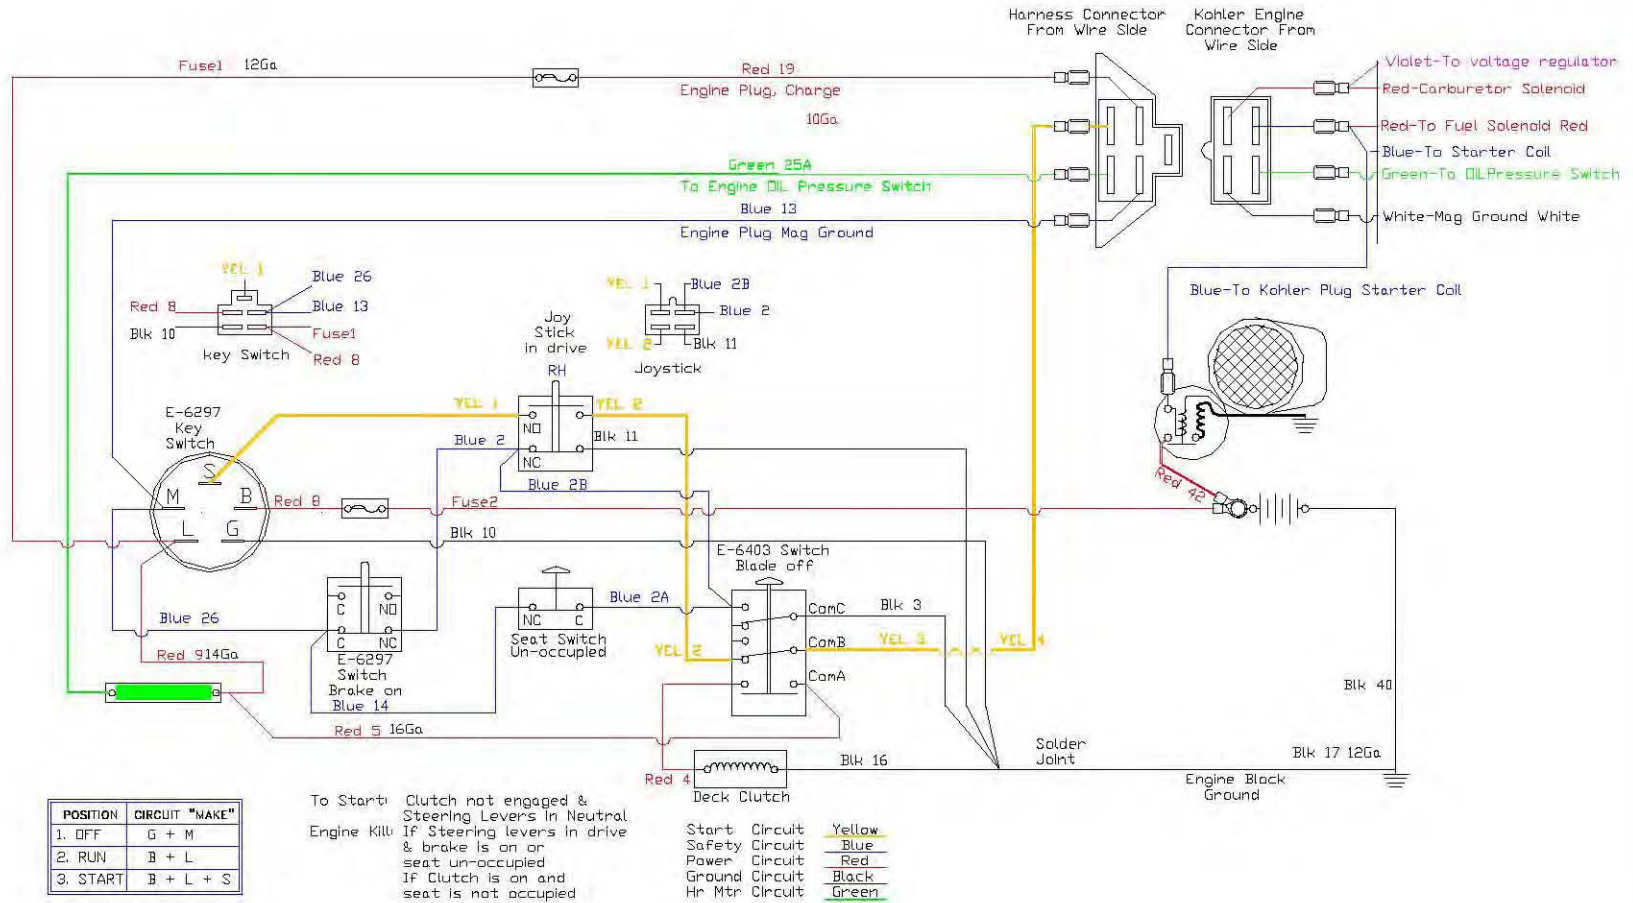 Harness Connector
From Wire Side
Kohler Engine
Connector From
Wire Side
Fuse1 12Ga
Red 19
Engine Plug, Charge
10Ga
Violet-To voltage regulator
Red-Carburetor Solenoid
Red-To Fuel Solenoid Red
Blue-To Starter Coil
Green-To OILPressure Switch
White-Mag Ground White
Green 25A
To Engine OIL Pressure Switch
Blue 13
Engine Plug Mag Ground
YEL 1
Blue 26
Red 8
Blue 13
Blk 10
Fuse1
key Switch
Red 8
YEL 1
Blue 2B
Blue 2
YEL 2
Blk 11
Joystick
Joy
Stick
in drive
RH
Blue-To Kohler Plug Starter Coil
E-6297
Key
Switch
YEL 1
YEL 2
NO
Blk 11
Blue 2
NC
Blue 2B
S
M
B
L
G
Red 8
Fuse2
Red 42
Blk 10
E-6403 Switch
Blade off
C
NO
C
NC
Blue 26
NC
C
Blue 2A
Seat Switch
Un-occupied
ComC
Blk 3
ComB
YEL 3
YEL 4
YEL 2
ComA
Red 914Ga
E-6297
Switch
Brake on
Blue 14
Red 5 16Ga
Blk 40
Solder
Joint
Blk 17 12Ga
Blk 16
Red 4
Deck Clutch
Engine Block
Ground
POSITION CIRCUIT "MAKE"
1. OFF G + M
2. RUN B + L
3. START B + L + S
To Start: Clutch not engaged &
Steering Levers in Neutral
Engine Kill: If Steering levers in drive
& brake is on or
seat un-occupied
If Clutch is on and
seat is not occupied
Start Circuit Yellow
Safety Circuit Blue
Power Circuit Red
Ground Circuit Black
Hr Mtr Circuit Green